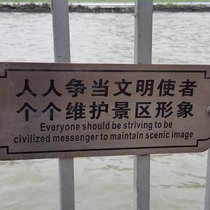 人人争当文明使者
个个维护景区形象
Everyone should be striving to be
civilized messenger to maintain scenic image